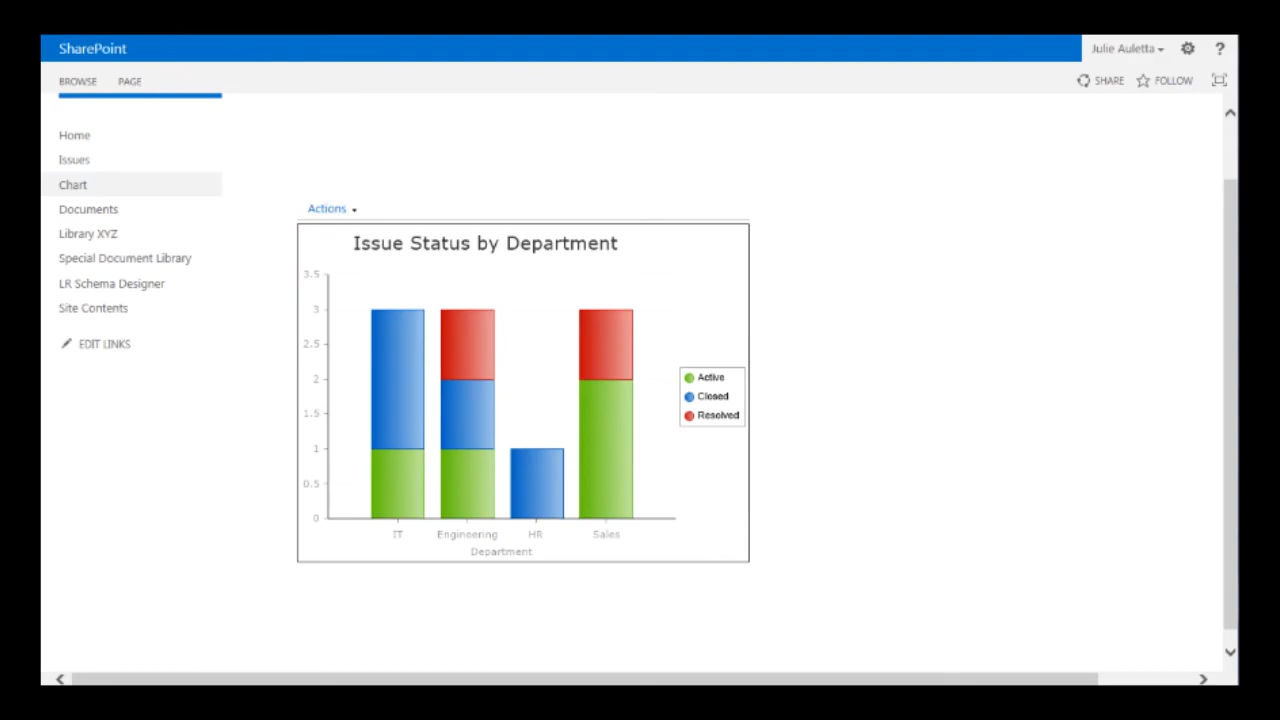 SharePoint
Julie Auletta
?
BROWSE PAGE
SHARE FOLLOW
Home
Issues
Chart
Documents
Library XYZ
Special Document Library
LR Schema Designer
Site Contents
EDIT LINKS
Actions
Issue Status by Department
3.5
3
2.5
2
1.5
1
0.5
0
IT Engineering HR Sales
Department
Active
Closed
Resolved